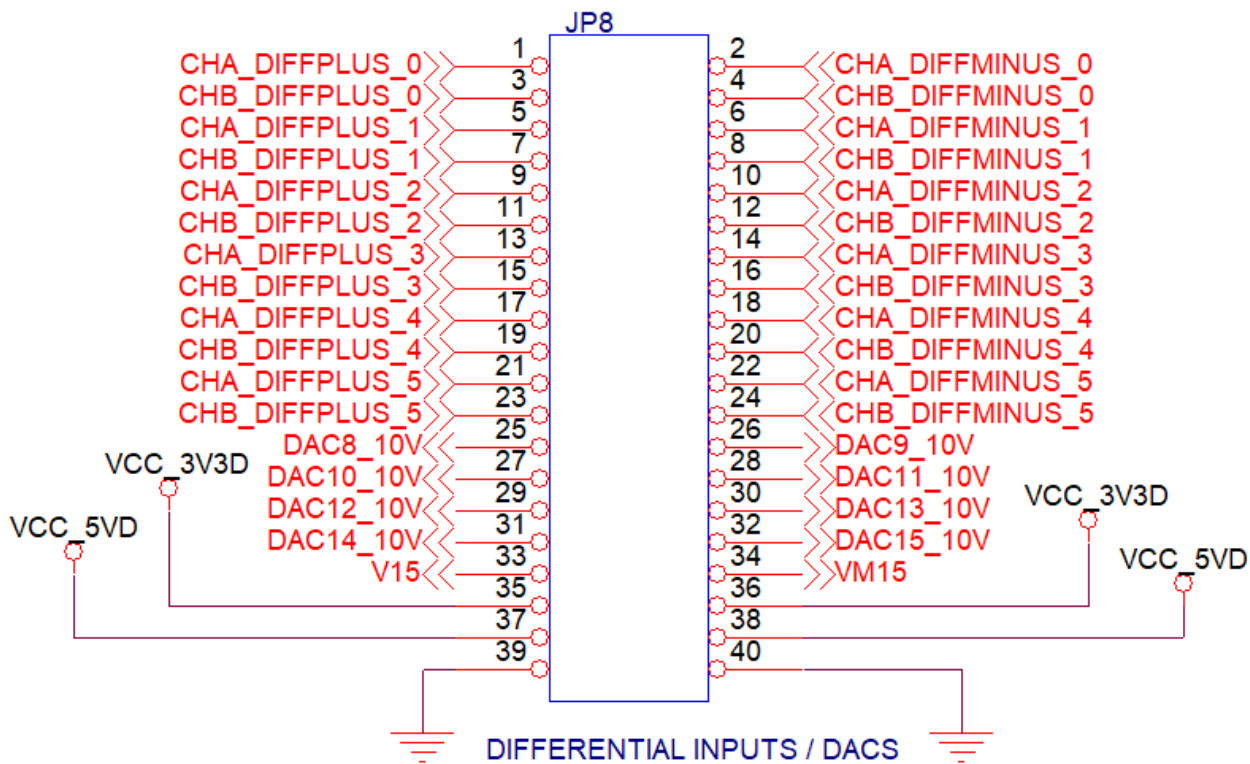 JP8
CHA_DIFFPLUS_0 1 2 CHA_DIFFMINUS_0
CHB_DIFFPLUS_0 3 4 CHB_DIFFMINUS_0
CHA_DIFFPLUS_1 5 6 CHA_DIFFMINUS_1
CHB_DIFFPLUS_1 7 8 CHB_DIFFMINUS_1
CHA_DIFFPLUS_2 9 10 CHA_DIFFMINUS_2
CHB_DIFFPLUS_2 11 12 CHB_DIFFMINUS_2
CHA_DIFFPLUS_3 13 14 CHA_DIFFMINUS_3
CHB_DIFFPLUS_3 15 16 CHB_DIFFMINUS_3
CHA_DIFFPLUS_4 17 18 CHA_DIFFMINUS_4
CHB_DIFFPLUS_4 19 20 CHB_DIFFMINUS_4
CHA_DIFFPLUS_5 21 22 CHA_DIFFMINUS_5
CHB_DIFFPLUS_5 23 24 CHB_DIFFMINUS_5
DAC8_10V 25 26 DAC9_10V
VCC_3V3D DAC10_10V 27 28 DAC11_10V
DAC12_10V 29 30 DAC13_10V VCC_3V3D
VCC_5VD DAC14_10V 31 32 DAC15_10V
V15 33 34 VM15 VCC_5VD
35 36
37 38
39 40
DIFFERENTIAL INPUTS / DACS